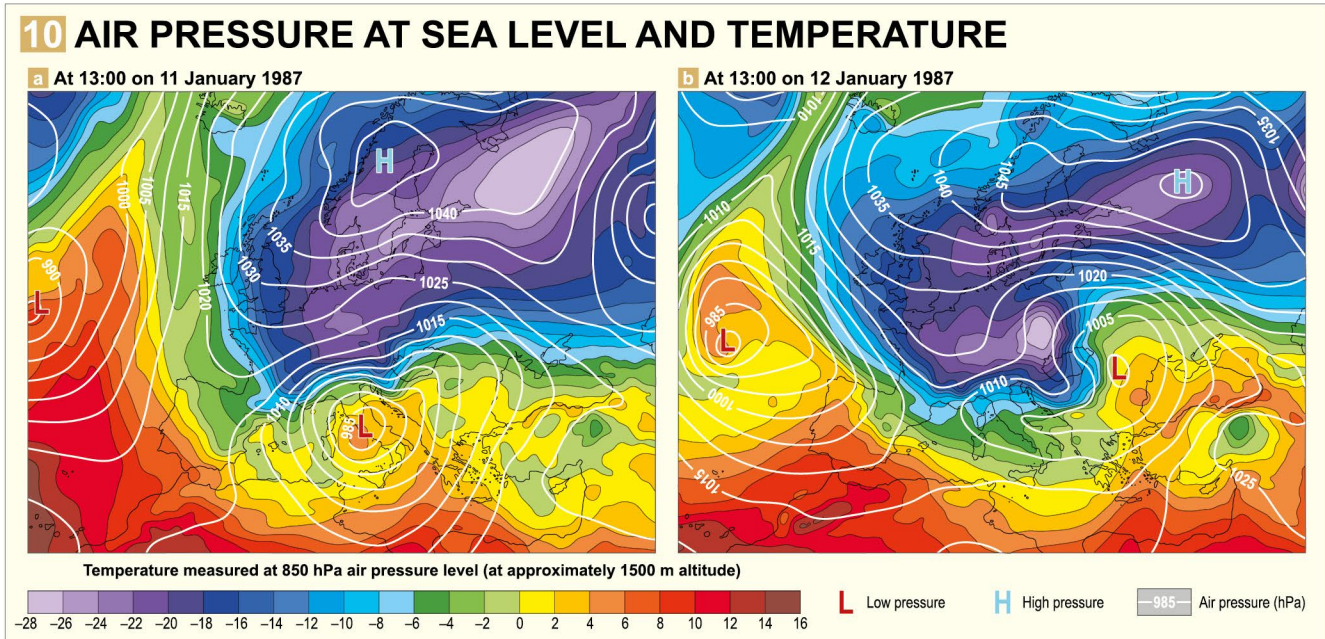 10 AIR PRESSURE AT SEA LEVEL AND TEMPERATURE
a At 13:00 on 11 January 1987
b At 13:00 on 12 January 1987
H
L
L
990
1000
1005
1015
1020
1030
1035
1040
1025
1015
1010
985
1010
1010
1015
1035
1040
1045
1035
H
985
L
1000
1015
1020
1005
L
1010
1025
Temperature measured at 850 hPa air pressure level (at approximately 1500 m altitude)
−28 −26 −24 −22 −20 −18 −16 −14 −12 −10 −8 −6 −4 −2 0 2 4 6 8 10 12 14 16
L Low pressure
H High pressure
985 Air pressure (hPa)